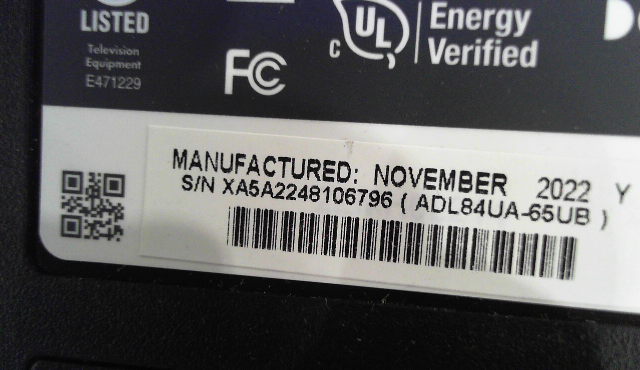 LISTED
Television
Equipment
E471229
FC
c UL
Energy
Verified
MANUFACTURED: NOVEMBER 2022 Y
S/N XA5A2248106796 ( ADL84UA-65UB )